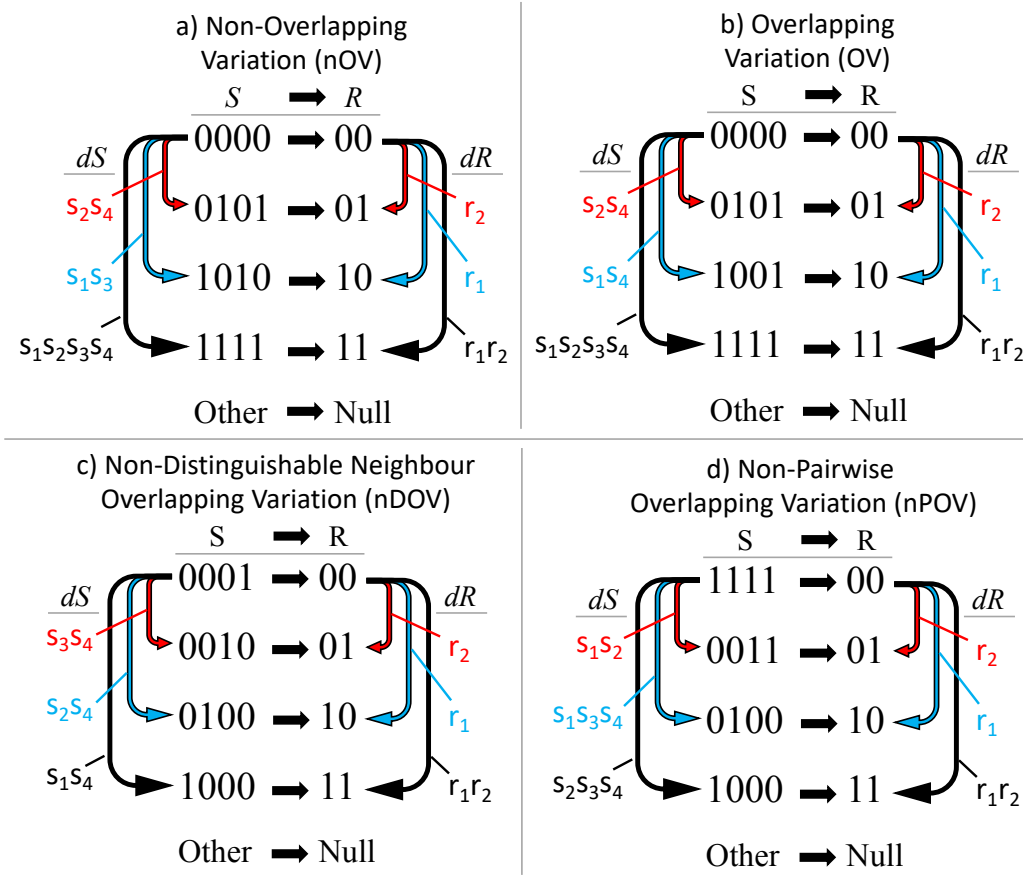 a) Non-Overlapping
Variation (nOV)
S → R
0000 → 00
dS
dR
s₂s₄
0101 → 01
r₂
s₁s₃
1010 → 10
r₁
s₁s₂s₃s₄
1111 → 11
r₁r₂
Other → Null
b) Overlapping
Variation (OV)
S → R
0000 → 00
dS
dR
s₂s₄
0101 → 01
r₂
s₁s₄
1001 → 10
r₁
s₁s₂s₃s₄
1111 → 11
r₁r₂
Other → Null
c) Non-Distinguishable Neighbour
Overlapping Variation (nDOV)
S → R
0001 → 00
dS
dR
s₃s₄
0010 → 01
r₂
s₂s₄
0100 → 10
r₁
s₁s₄
1000 → 11
r₁r₂
Other → Null
d) Non-Pairwise
Overlapping Variation (nPOV)
S → R
1111 → 00
dS
dR
s₁s₂
0011 → 01
r₂
s₁s₃s₄
0100 → 10
r₁
s₂s₃s₄
1000 → 11
r₁r₂
Other → Null